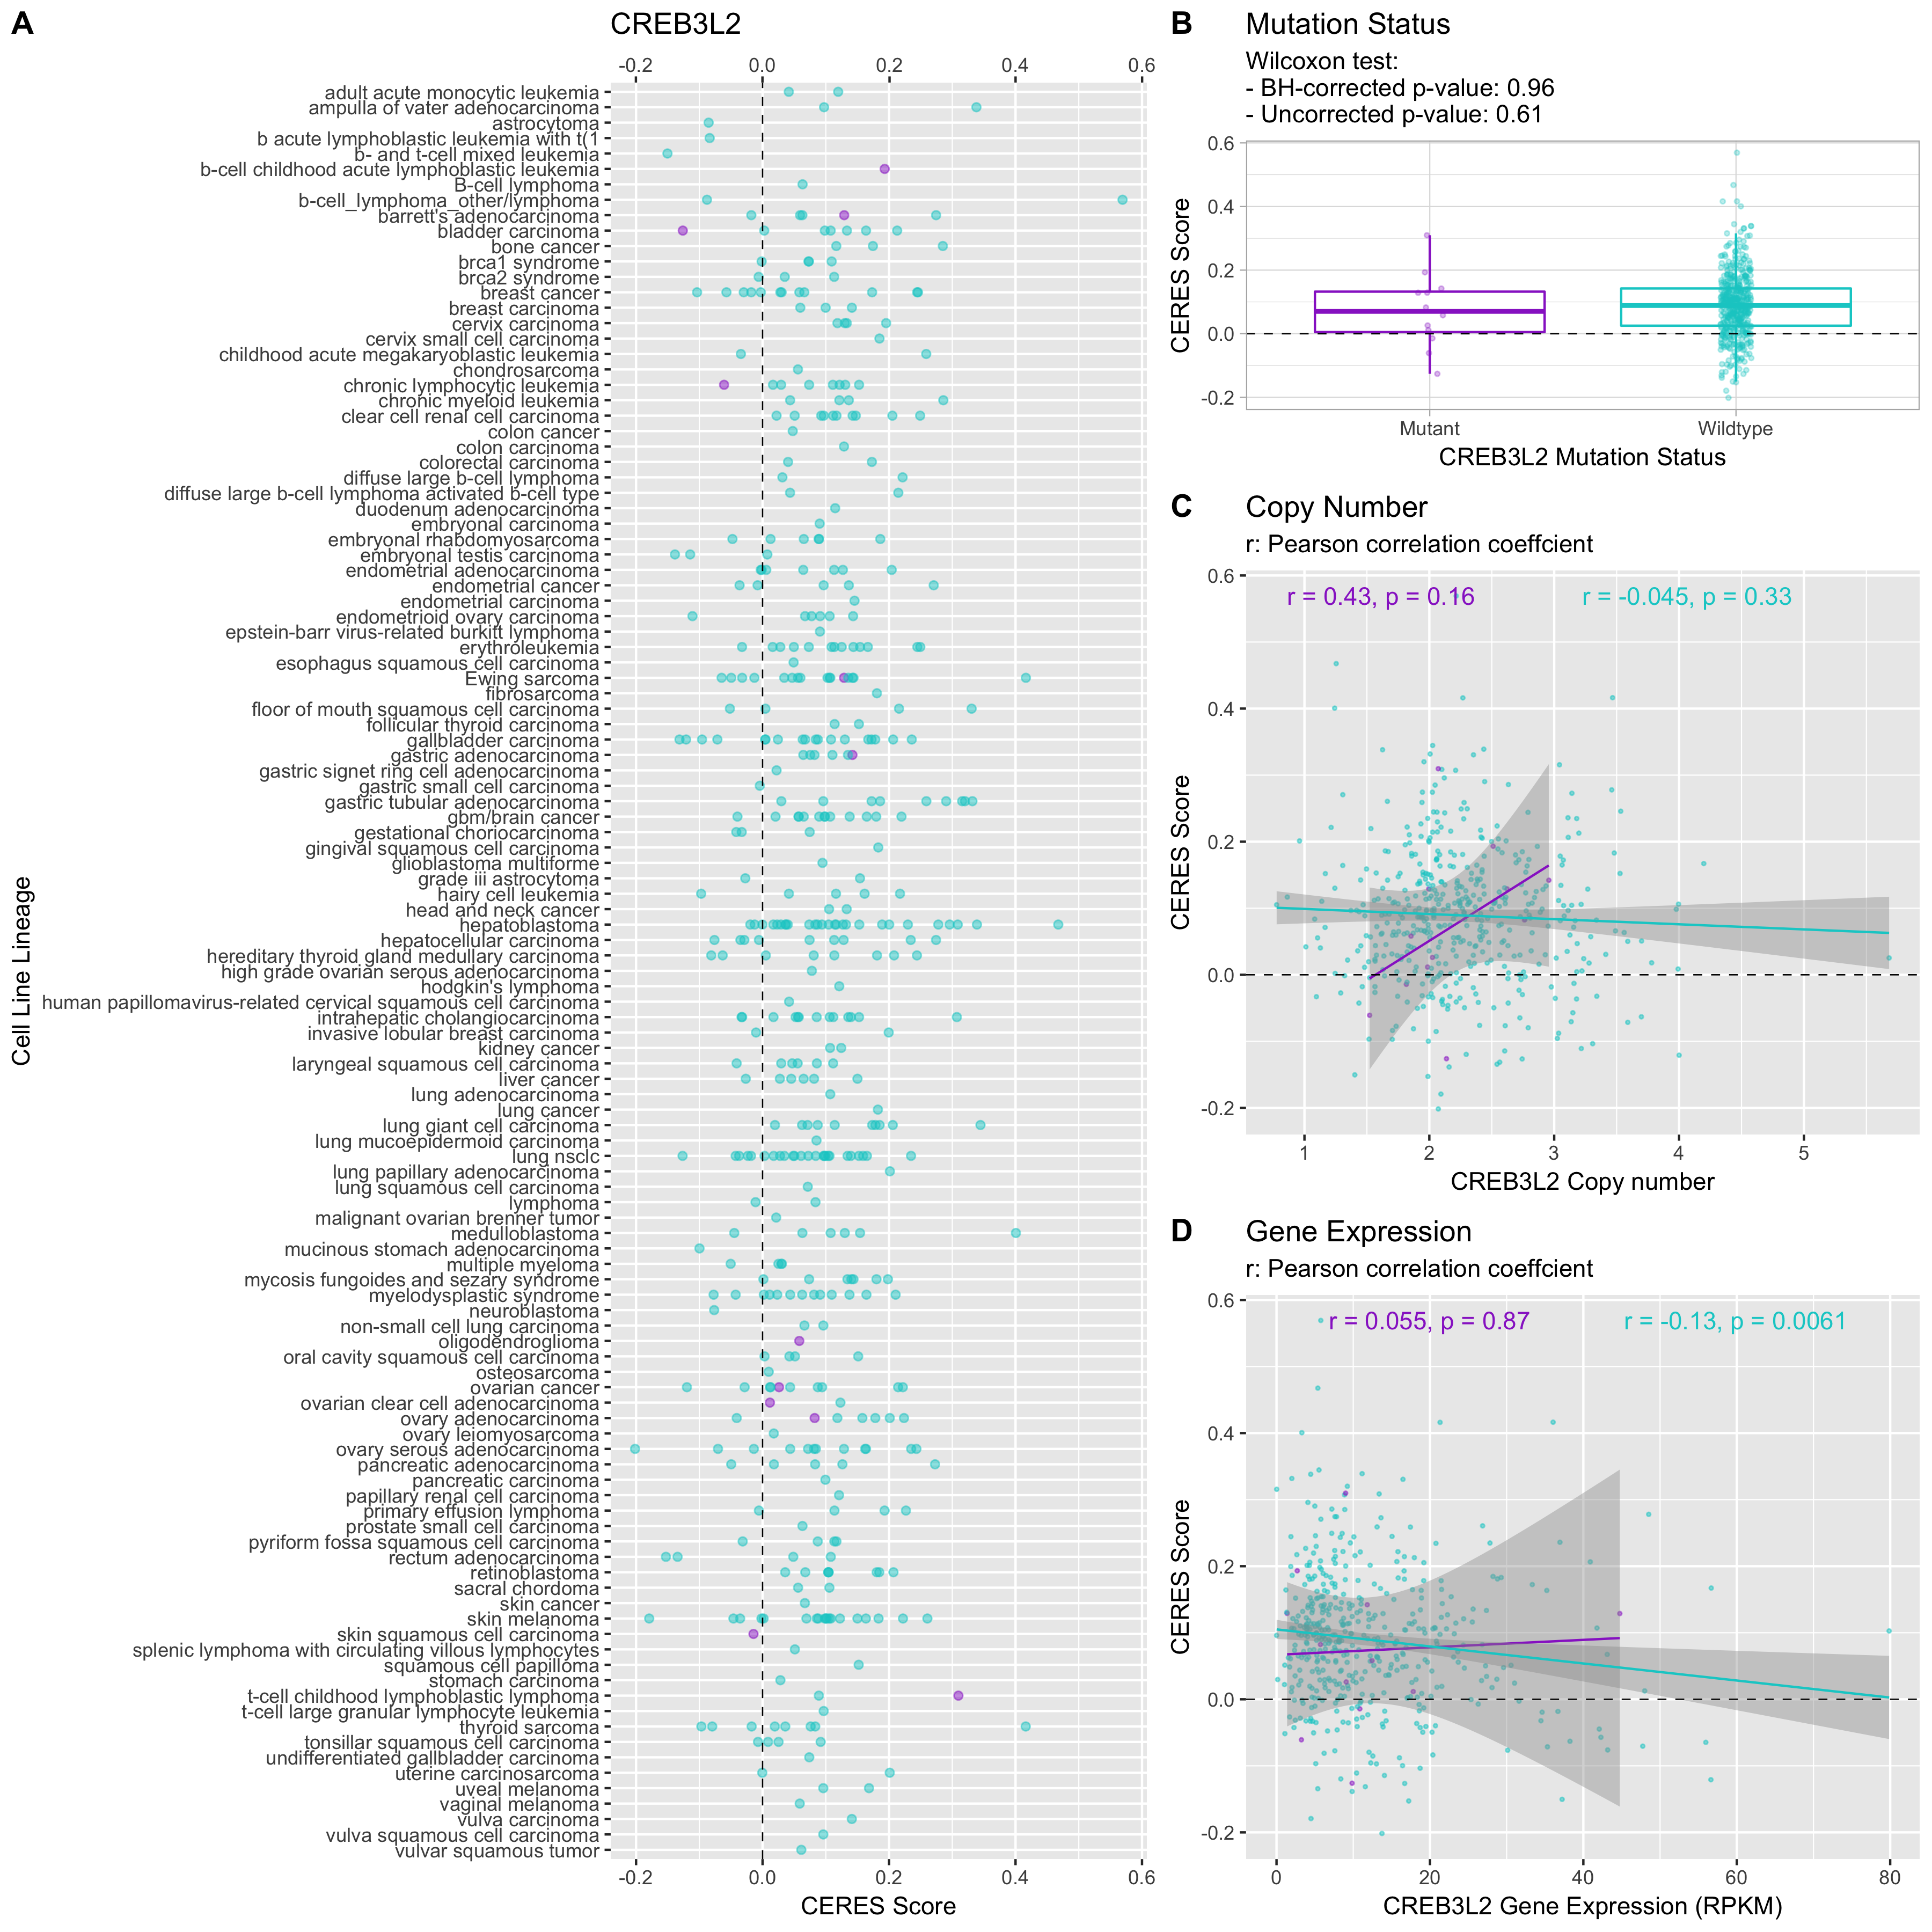 A
CREB3L2
-0.2 0.0 0.2 0.4 0.6
adult acute monocytic leukemia
ampulla of vater adenocarcinoma
astrocytoma
b acute lymphoblastic leukemia with t(1
b- and t-cell mixed leukemia
b-cell childhood acute lymphoblastic leukemia
B-cell lymphoma
b-cell_lymphoma_other/lymphoma
barrett's adenocarcinoma
bladder carcinoma
bone cancer
brca1 syndrome
brca2 syndrome
breast cancer
breast carcinoma
cervix carcinoma
cervix small cell carcinoma
childhood acute megakaryoblastic leukemia
chondrosarcoma
chronic lymphocytic leukemia
chronic myeloid leukemia
clear cell renal cell carcinoma
colon cancer
colon carcinoma
colorectal carcinoma
diffuse large b-cell lymphoma
diffuse large b-cell lymphoma activated b-cell type
duodenum adenocarcinoma
embryonal carcinoma
embryonal rhabdomyosarcoma
embryonal testis carcinoma
endometrial adenocarcinoma
endometrial cancer
endometrial carcinoma
endometrioid ovary carcinoma
epstein-barr virus-related burkitt lymphoma
erythroleukemia
esophagus squamous cell carcinoma
Ewing sarcoma
fibrosarcoma
floor of mouth squamous cell carcinoma
follicular thyroid carcinoma
gallbladder carcinoma
gastric adenocarcinoma
gastric signet ring cell adenocarcinoma
gastric small cell carcinoma
gastric tubular adenocarcinoma
gbm/brain cancer
gestational choriocarcinoma
gingival squamous cell carcinoma
glioblastoma multiforme
grade iii astrocytoma
hairy cell leukemia
head and neck cancer
hepatoblastoma
hepatocellular carcinoma
hereditary thyroid gland medullary carcinoma
high grade ovarian serous adenocarcinoma
hodgkin's lymphoma
human papillomavirus-related cervical squamous cell carcinoma
intrahepatic cholangiocarcinoma
invasive lobular breast carcinoma
kidney cancer
laryngeal squamous cell carcinoma
liver cancer
lung adenocarcinoma
lung cancer
lung giant cell carcinoma
lung mucoepidermoid carcinoma
lung nsclc
lung papillary adenocarcinoma
lung squamous cell carcinoma
lymphoma
malignant ovarian brenner tumor
medulloblastoma
mucinous stomach adenocarcinoma
multiple myeloma
mycosis fungoides and sezary syndrome
myelodysplastic syndrome
neuroblastoma
non-small cell lung carcinoma
oligodendroglioma
oral cavity squamous cell carcinoma
osteosarcoma
ovarian cancer
ovarian clear cell adenocarcinoma
ovary adenocarcinoma
ovary leiomyosarcoma
ovary serous adenocarcinoma
pancreatic adenocarcinoma
pancreatic carcinoma
papillary renal cell carcinoma
primary effusion lymphoma
prostate small cell carcinoma
pyriform fossa squamous cell carcinoma
rectum adenocarcinoma
retinoblastoma
sacral chordoma
skin cancer
skin melanoma
skin squamous cell carcinoma
splenic lymphoma with circulating villous lymphocytes
squamous cell papilloma
stomach carcinoma
t-cell childhood lymphoblastic lymphoma
t-cell large granular lymphocyte leukemia
thyroid sarcoma
tonsillar squamous cell carcinoma
undifferentiated gallbladder carcinoma
uterine carcinosarcoma
uveal melanoma
vaginal melanoma
vulva carcinoma
vulva squamous cell carcinoma
vulvar squamous tumor
-0.2 0.0 0.2 0.4 0.6
CERES Score
Cell Line Lineage
B
Mutation Status
Wilcoxon test:
- BH-corrected p-value: 0.96
- Uncorrected p-value: 0.61
0.6
0.4
0.2
0.0
-0.2
CERES Score
Mutant Wildtype
CREB3L2 Mutation Status
C
Copy Number
r: Pearson correlation coeffcient
r = 0.43, p = 0.16
r = -0.045, p = 0.33
0.6
0.4
0.2
0.0
-0.2
CERES Score
1 2 3 4 5
CREB3L2 Copy number
D
Gene Expression
r: Pearson correlation coeffcient
r = 0.055, p = 0.87
r = -0.13, p = 0.0061
0.6
0.4
0.2
0.0
-0.2
CERES Score
0 20 40 60 80
CREB3L2 Gene Expression (RPKM)